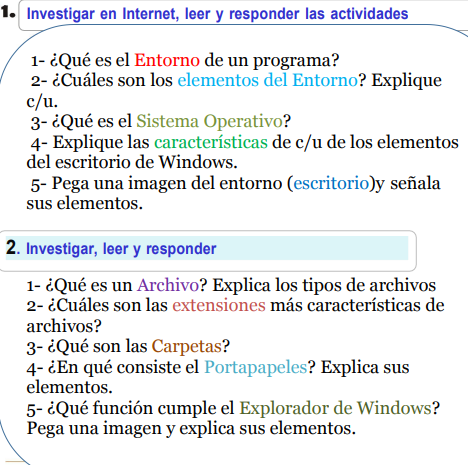 1. Investigar en Internet, leer y responder las actividades
1- ¿Qué es el Entorno de un programa?
2- ¿Cuáles son los elementos del Entorno? Explique
c/u.
3- ¿Qué es el Sistema Operativo?
4- Explique las características de c/u de los elementos
del escritorio de Windows.
5- Pega una imagen del entorno (escritorio)y señala
sus elementos.
2. Investigar, leer y responder
1- ¿Qué es un Archivo? Explica los tipos de archivos
2- ¿Cuáles son las extensiones más características de
archivos?
3- ¿Qué son las Carpetas?
4- ¿En qué consiste el Portapapeles? Explica sus
elementos.
5- ¿Qué función cumple el Explorador de Windows?
Pega una imagen y explica sus elementos.